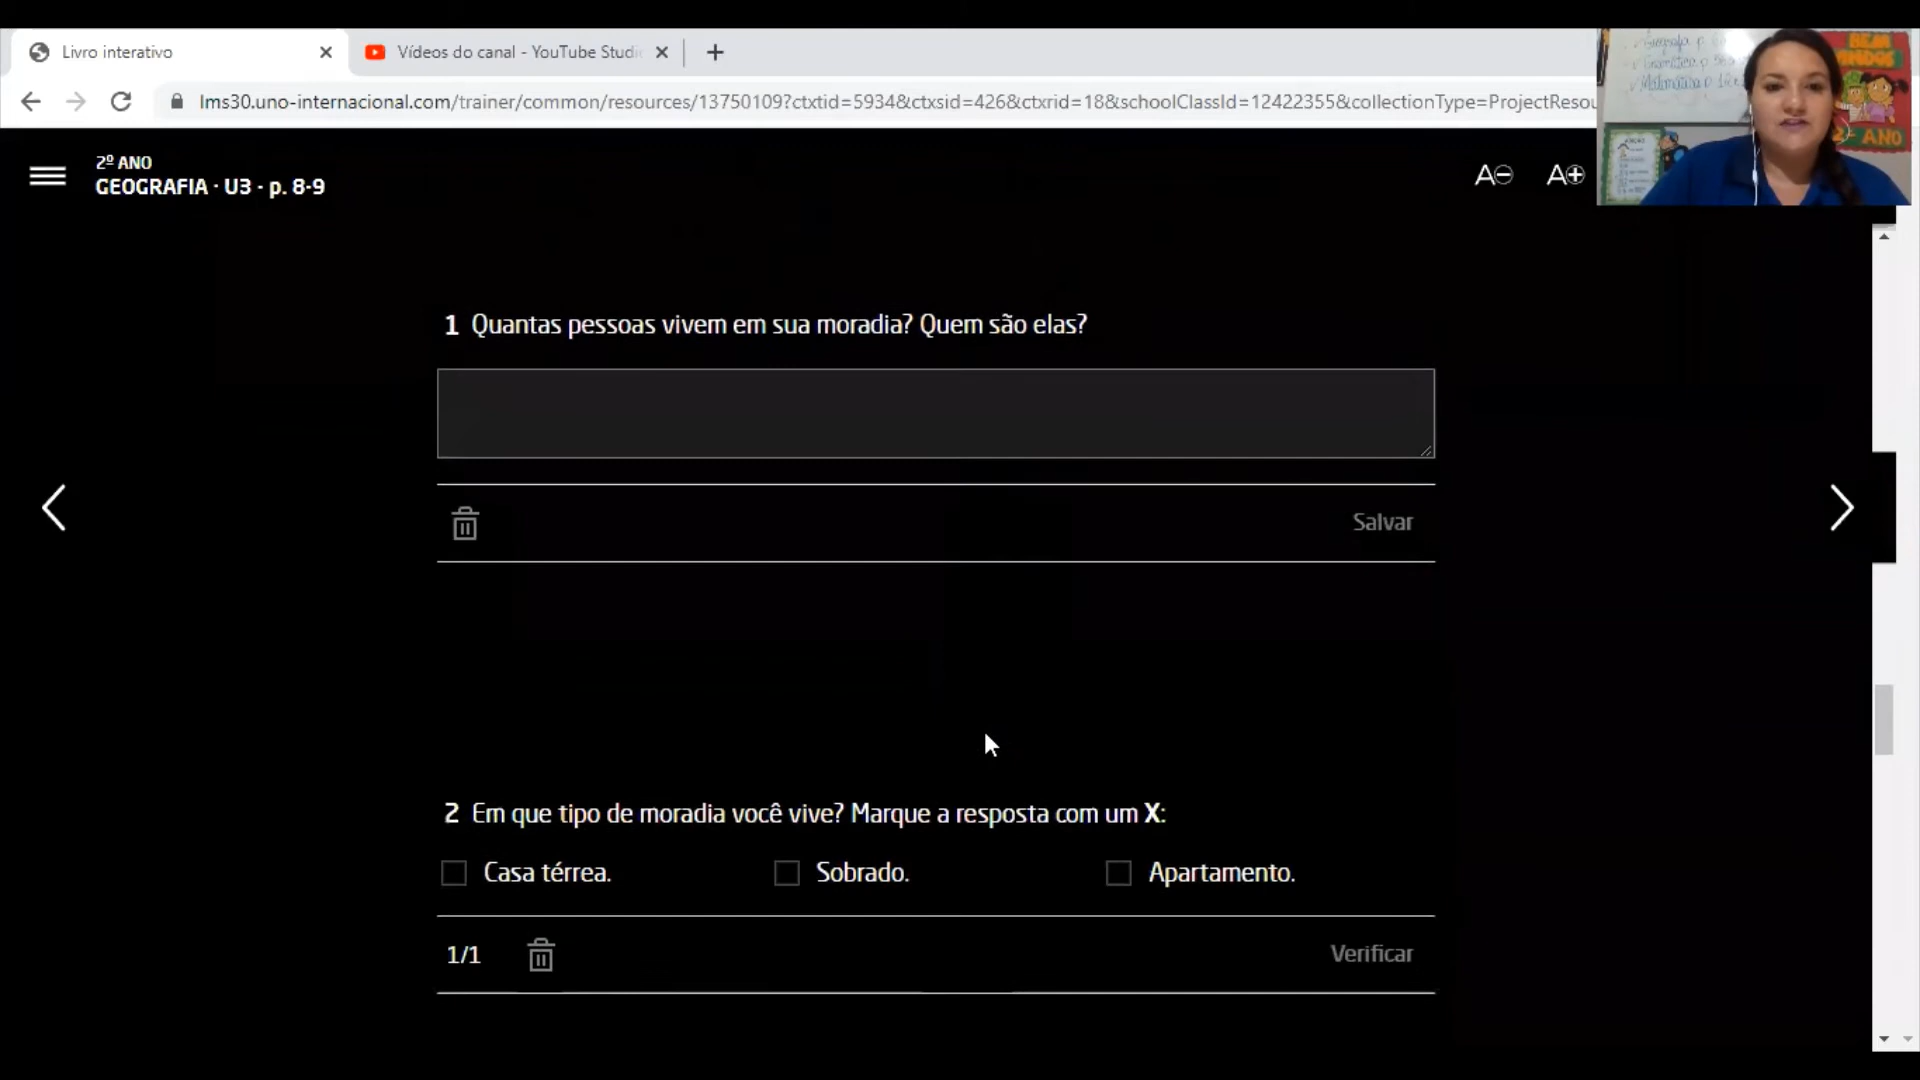 Livro interativo
Vídeos do canal - YouTube Studi
lms30.uno-internacional.com/trainer/common/resources/13750109?ctxtid=5934&ctxsid=426&ctxrid=18&schoolClassId=12422355&collectionType=ProjectResou
2º ANO
GEOGRAFIA · U3 - p. 8-9
A
A
2º ANO
1 Quantas pessoas vivem em sua moradia? Quem são elas?
Salvar
2 Em que tipo de moradia você vive? Marque a resposta com um X:
Casa térrea.
Sobrado.
Apartamento.
1/1
Verificar